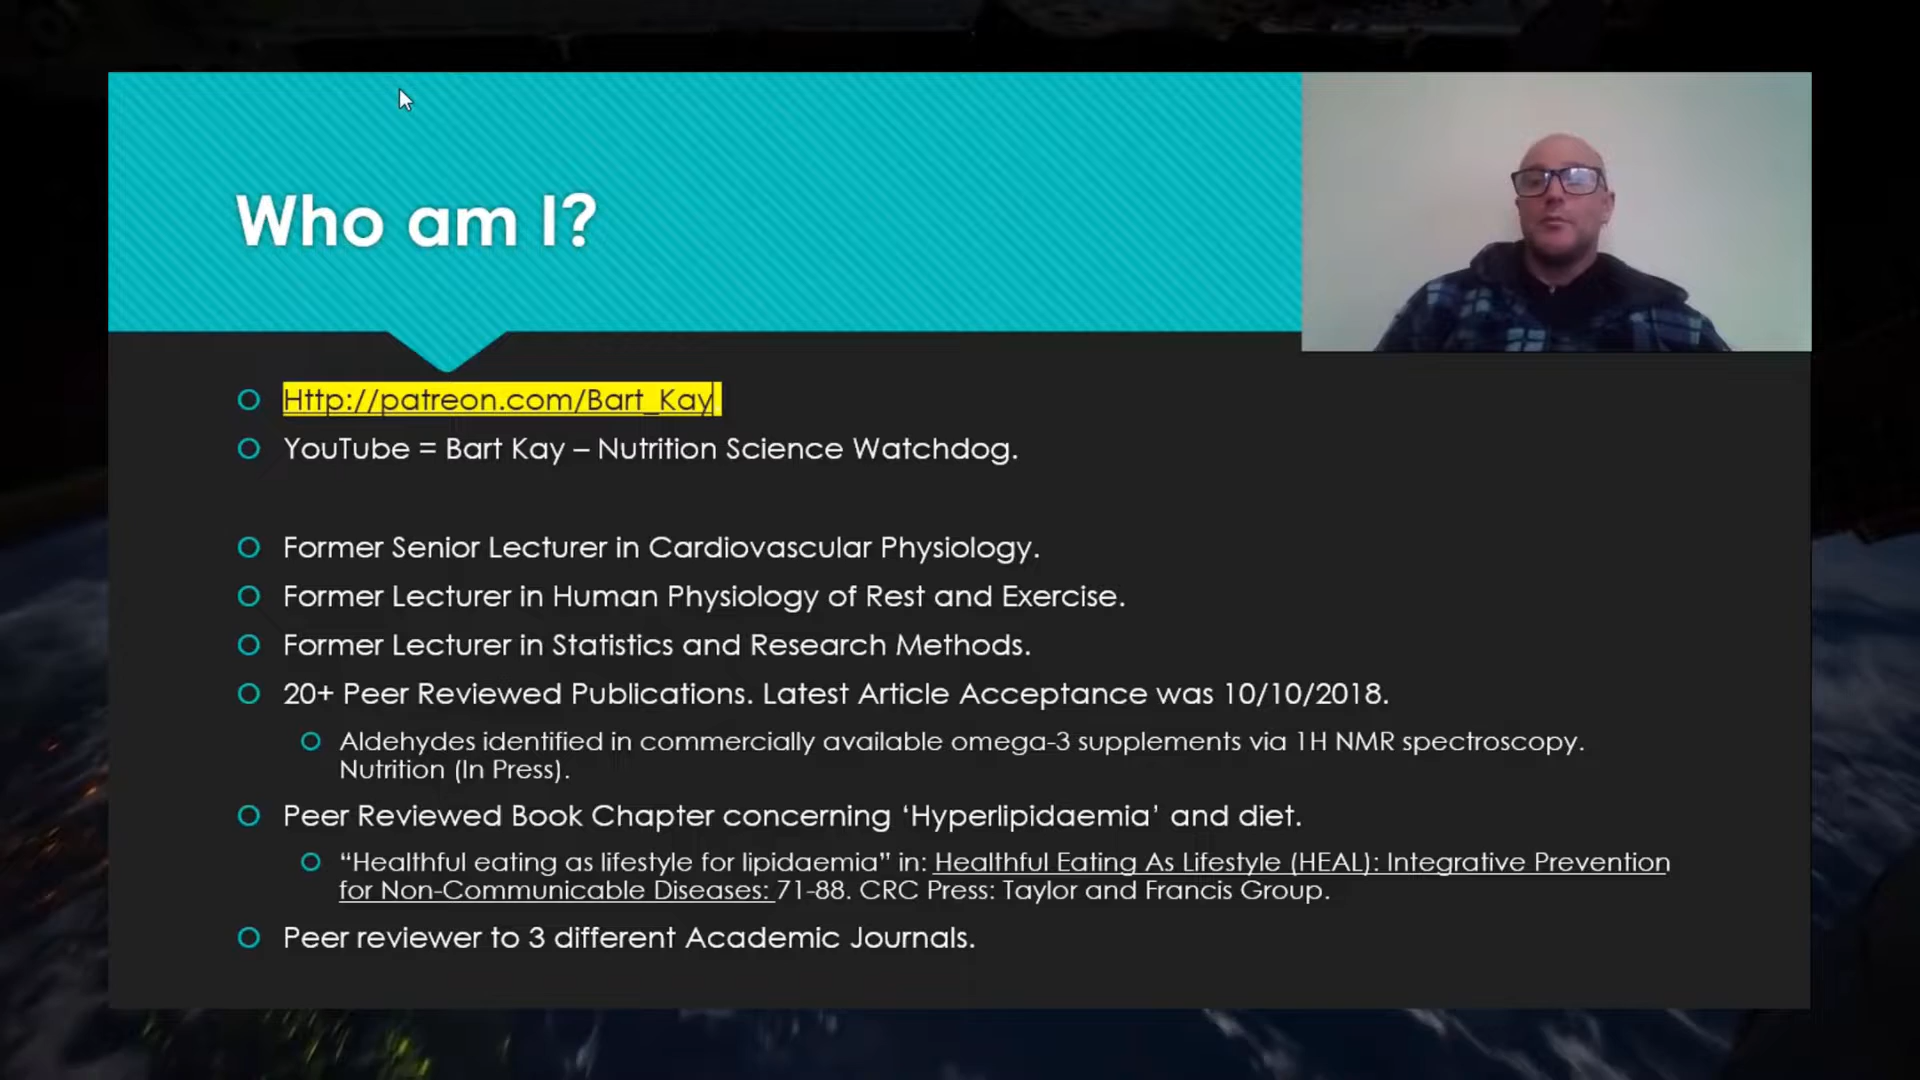 Who am I?
Http://patreon.com/Bart_Kay.
YouTube = Bart Kay – Nutrition Science Watchdog.
Former Senior Lecturer in Cardiovascular Physiology.
Former Lecturer in Human Physiology of Rest and Exercise.
Former Lecturer in Statistics and Research Methods.
20+ Peer Reviewed Publications. Latest Article Acceptance was 10/10/2018.
Aldehydes identified in commercially available omega-3 supplements via 1H NMR spectroscopy.
Nutrition (In Press).
Peer Reviewed Book Chapter concerning ‘Hyperlipidaemia’ and diet.
“Healthful eating as lifestyle for lipidaemia” in: Healthful Eating As Lifestyle (HEAL): Integrative Prevention
for Non-Communicable Diseases: 71-88. CRC Press: Taylor and Francis Group.
Peer reviewer to 3 different Academic Journals.